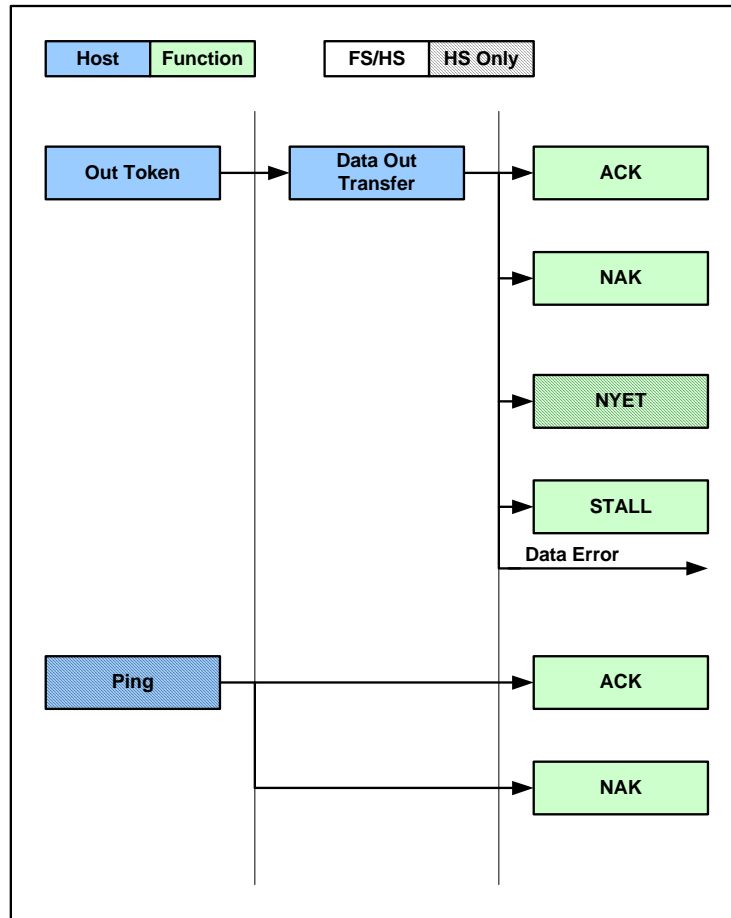 Host
Function
FS/HS
HS Only
Out Token
Data Out
Transfer
ACK
NAK
NYET
STALL
Data Error
Ping
ACK
NAK